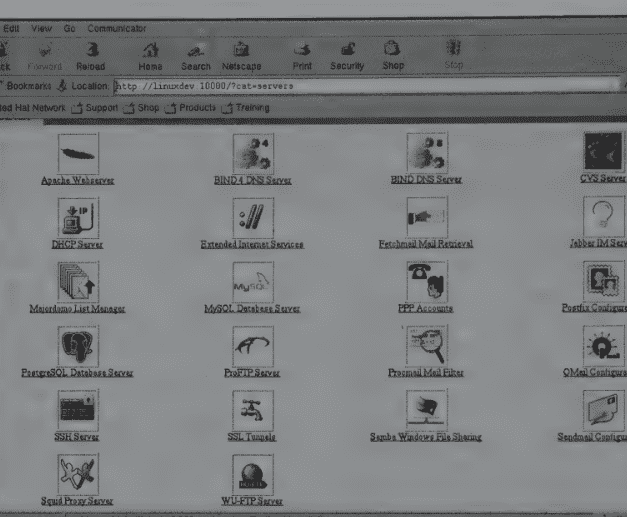 Edit View Go Communicator
Forward Reload Home Search Netscape Print Security Shop Stop
Bookmarks Location: http://linuxdev:10000/?cat=servers
Hat Network Support Shop Products Training
Apache Webserver BIND 4 DNS Server BIND DNS Server CVS Server
DHCP Server Extended Internet Services Fetchmail Mail Retrieval Jabber IM Serv
Majordomo List Manager MySQL Database Server PPP Accounts Postfix Configura
PostgreSQL Database Server ProFTP Server Procmail Mail Filter QMail Configura
SSH Server SSL Tunnels Samba Windows File Sharing Sendmail Configu
Squid Proxy Server WU-FTP Server